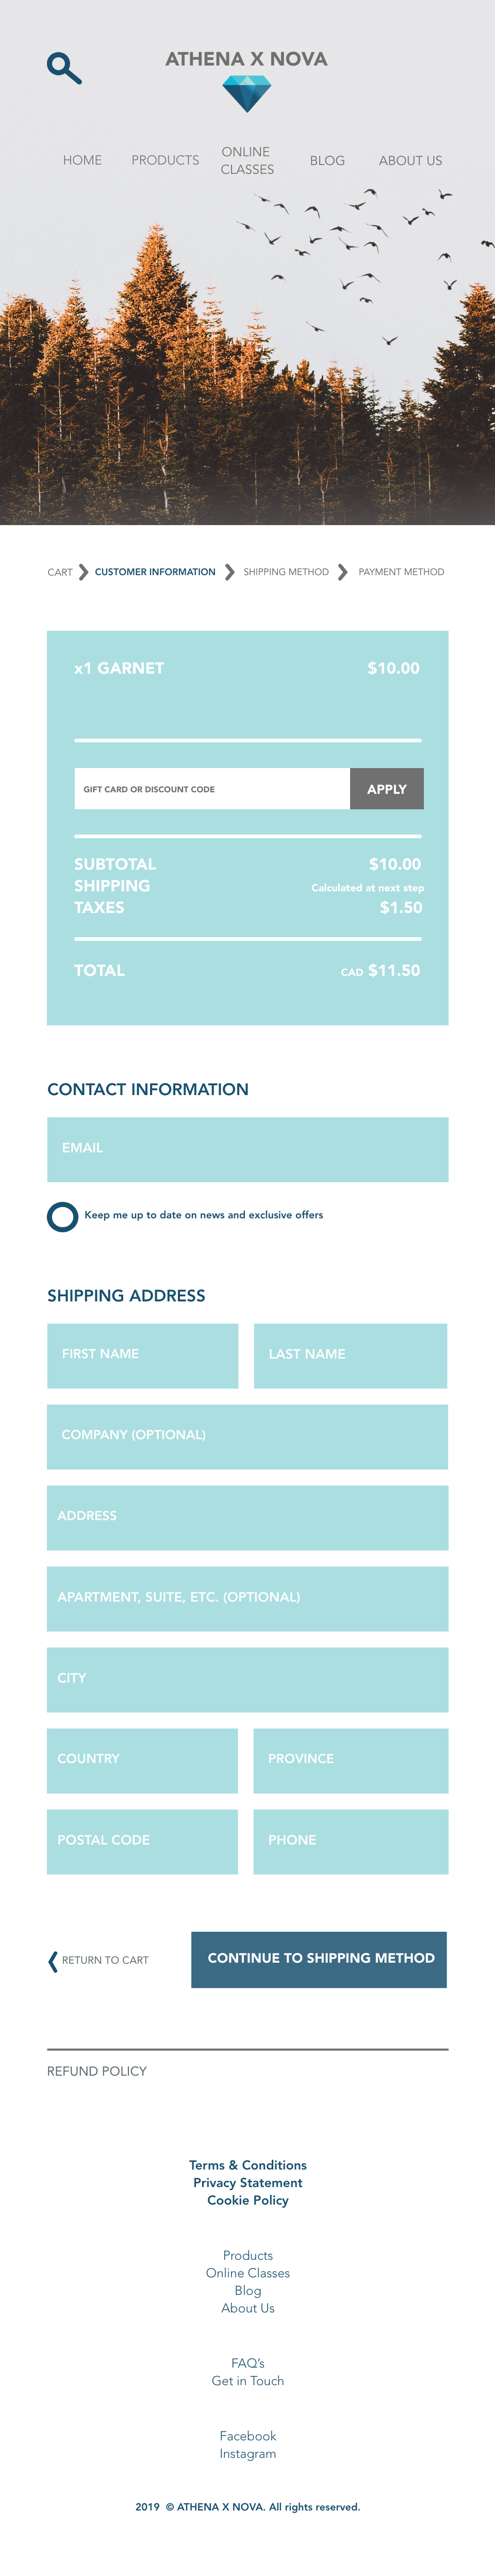 ATHENA X NOVA
HOME
PRODUCTS
ONLINE
CLASSES
BLOG
ABOUT US
CART
CUSTOMER INFORMATION
SHIPPING METHOD
PAYMENT METHOD
x1 GARNET $10.00
GIFT CARD OR DISCOUNT CODE
APPLY
SUBTOTAL $10.00
SHIPPING Calculated at next step
TAXES $1.50
TOTAL CAD $11.50
CONTACT INFORMATION
EMAIL
Keep me up to date on news and exclusive offers
SHIPPING ADDRESS
FIRST NAME
LAST NAME
COMPANY (OPTIONAL)
ADDRESS
APARTMENT, SUITE, ETC. (OPTIONAL)
CITY
COUNTRY
PROVINCE
POSTAL CODE
PHONE
RETURN TO CART
CONTINUE TO SHIPPING METHOD
REFUND POLICY
Terms & Conditions
Privacy Statement
Cookie Policy
Products
Online Classes
Blog
About Us
FAQ's
Get in Touch
Facebook
Instagram
2019 © ATHENA X NOVA. All rights reserved.